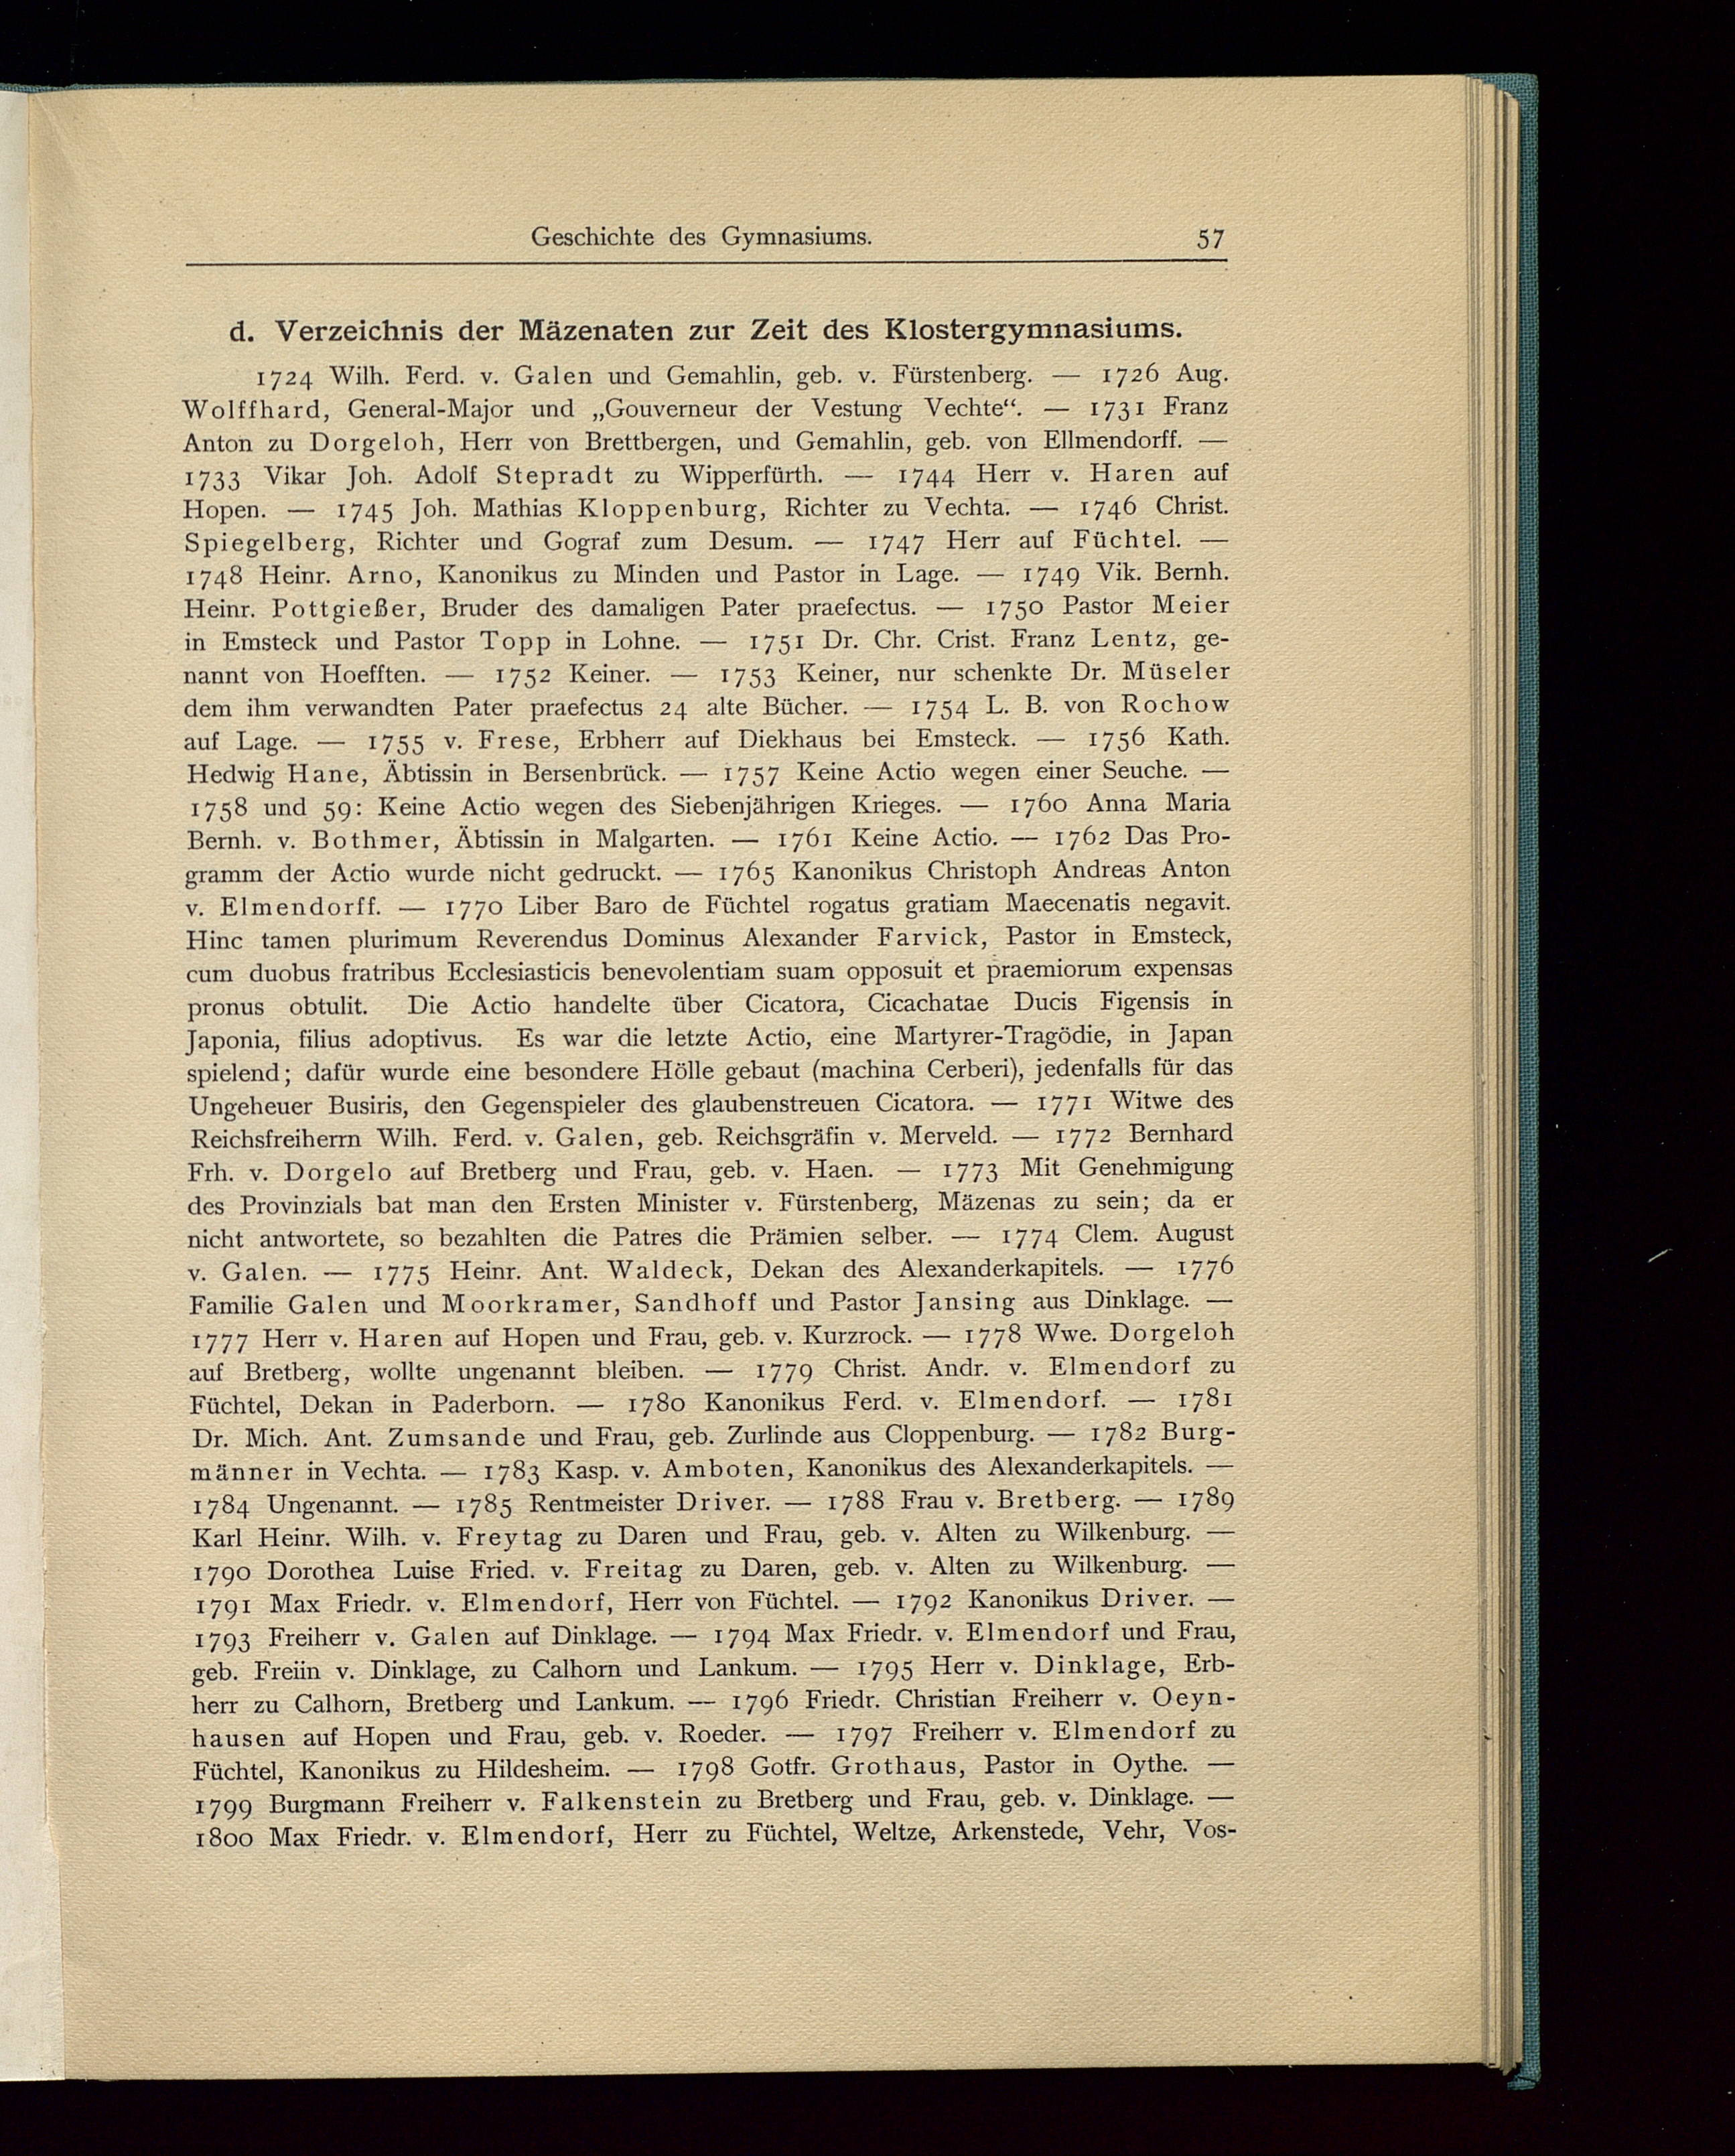 Geschichte des Gymnasiums. 57
d. Verzeichnis der Mäzenaten zur Zeit des Klostergymnasiums.
1724 Wilh. Ferd. v. Galen und Gemahlin, geb. v. Fürstenberg. — 1726 Aug.
Wolffhard, General-Major und „Gouverneur der Vestung Vechte“. — 1731 Franz
Anton zu Dorgeloh, Herr von Brettbergen, und Gemahlin, geb. von Ellmendorff. —
1733 Vikar Joh. Adolf Stepradt zu Wipperfürth. — 1744 Herr v. Haren auf
Hopen. — 1745 Joh. Mathias Kloppenburg, Richter zu Vechta. — 1746 Christ.
Spiegelberg, Richter und Gograf zum Desum. — 1747 Herr auf Füchtel. —
1748 Heinr. Arno, Kanonikus zu Minden und Pastor in Lage. — 1749 Vik. Bernh.
Heinr. Pottgießer, Bruder des damaligen Pater praefectus. — 1750 Pastor Meier
in Emsteck und Pastor Topp in Lohne. — 1751 Dr. Chr. Crist. Franz Lentz, ge-
nannt von Hoefften. — 1752 Keiner. — 1753 Keiner, nur schenkte Dr. Müseler
dem ihm verwandten Pater praefectus 24 alte Bücher. — 1754 L. B. von Rochow
auf Lage. — 1755 v. Frese, Erbherr auf Diekhaus bei Emsteck. — 1756 Kath.
Hedwig Hane, Äbtissin in Bersenbrück. — 1757 Keine Actio wegen einer Seuche. —
1758 und 59: Keine Actio wegen des Siebenjährigen Krieges. — 1760 Anna Maria
Bernh. v. Bothmer, Äbtissin in Malgarten. — 1761 Keine Actio. — 1762 Das Pro-
gramm der Actio wurde nicht gedruckt. — 1765 Kanonikus Christoph Andreas Anton
v. Elmendorff. — 1770 Liber Baro de Füchtel rogatus gratiam Maecenatis negavit.
Hinc tamen plurimum Reverendus Dominus Alexander Farvick, Pastor in Emsteck,
cum duobus fratribus Ecclesiasticis benevolentiam suam opposuit et praemiorum expensas
pronus obtulit. Die Actio handelte über Cicatora, Cicachatae Ducis Figensis in
Japonia, filius adoptivus. Es war die letzte Actio, eine Martyrer-Tragödie, in Japan
spielend; dafür wurde eine besondere Hölle gebaut (machina Cerberi), jedenfalls für das
Ungeheuer Busiris, den Gegenspieler des glaubenstreuen Cicatora. — 1771 Witwe des
Reichsfreiherrn Wilh. Ferd. v. Galen, geb. Reichsgräfin v. Merveld. — 1772 Bernhard
Frh. v. Dorgelo auf Bretberg und Frau, geb. v. Haen. — 1773 Mit Genehmigung
des Provinzials bat man den Ersten Minister v. Fürstenberg, Mäzenas zu sein; da er
nicht antwortete, so bezahlten die Patres die Prämien selber. — 1774 Clem. August
v. Galen. — 1775 Heinr. Ant. Waldeck, Dekan des Alexanderkapitels. — 1776
Familie Galen und Moorkramer, Sandhoff und Pastor Jansing aus Dinklage. —
1777 Herr v. Haren auf Hopen und Frau, geb. v. Kurzrock. — 1778 Wwe. Dorgeloh
auf Bretberg, wollte ungenannt bleiben. — 1779 Christ. Andr. v. Elmendorf zu
Füchtel, Dekan in Paderborn. — 1780 Kanonikus Ferd. v. Elmendorf. — 1781
Dr. Mich. Ant. Zumsande und Frau, geb. Zurlinde aus Cloppenburg. — 1782 Burg-
männer in Vechta. — 1783 Kasp. v. Amboten, Kanonikus des Alexanderkapitels. —
1784 Ungenannt. — 1785 Rentmeister Driver. — 1788 Frau v. Bretberg. — 1789
Karl Heinr. Wilh. v. Freytag zu Daren und Frau, geb. v. Alten zu Wilkenburg. —
1790 Dorothea Luise Fried. v. Freitag zu Daren, geb. v. Alten zu Wilkenburg. —
1791 Max Friedr. v. Elmendorf, Herr von Füchtel. — 1792 Kanonikus Driver. —
1793 Freiherr v. Galen auf Dinklage. — 1794 Max Friedr. v. Elmendorf und Frau,
geb. Freiin v. Dinklage, zu Calhorn und Lankum. — 1795 Herr v. Dinklage, Erb-
herr zu Calhorn, Bretberg und Lankum. — 1796 Friedr. Christian Freiherr v. Oeyn-
hausen auf Hopen und Frau, geb. v. Roeder. — 1797 Freiherr v. Elmendorf zu
Füchtel, Kanonikus zu Hildesheim. — 1798 Gotfr. Grothaus, Pastor in Oythe. —
1799 Burgmann Freiherr v. Falkenstein zu Bretberg und Frau, geb. v. Dinklage. —
1800 Max Friedr. v. Elmendorf, Herr zu Füchtel, Weltze, Arkenstede, Vehr, Vos-